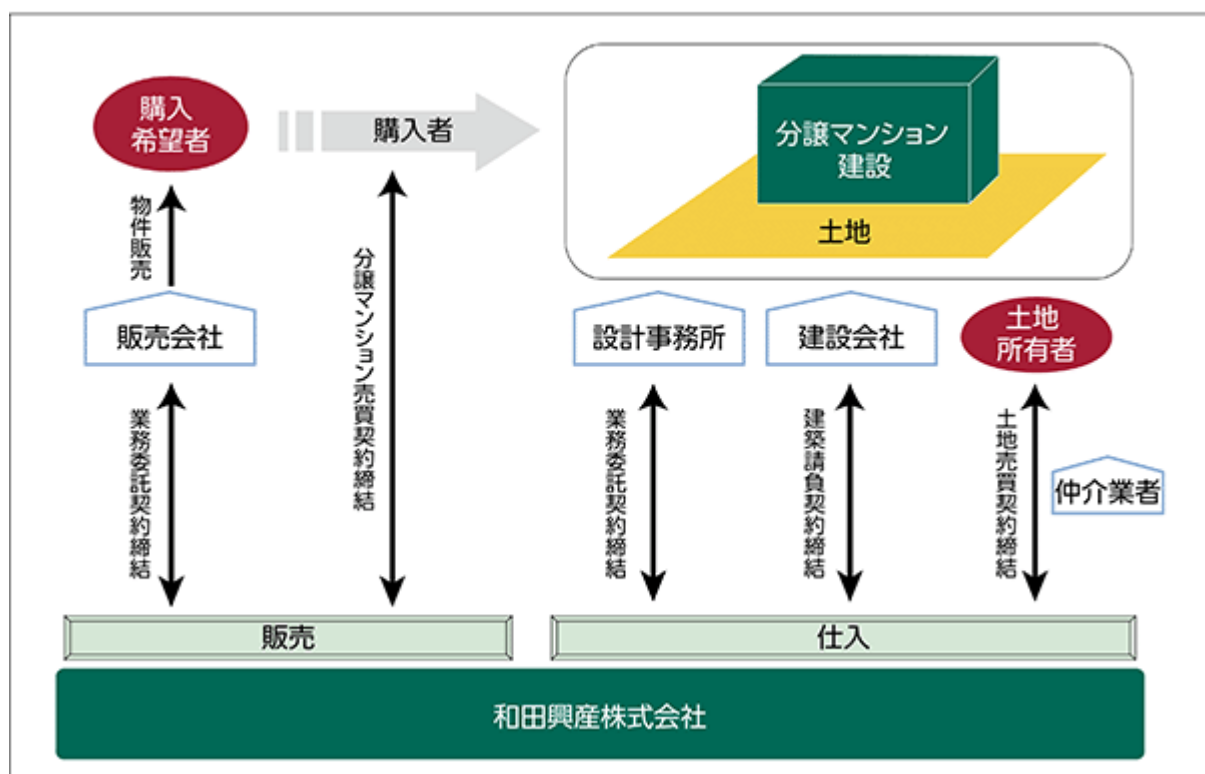 購入
希望者
購入者
分譲マンション
建設
土地
物件販売
分譲マンション売買契約締結
販売会社
設計事務所
建設会社
土地
所有者
業務委託契約締結
業務委託契約締結
建築請負契約締結
土地売買契約締結
仲介業者
販売
仕入
和田興産株式会社